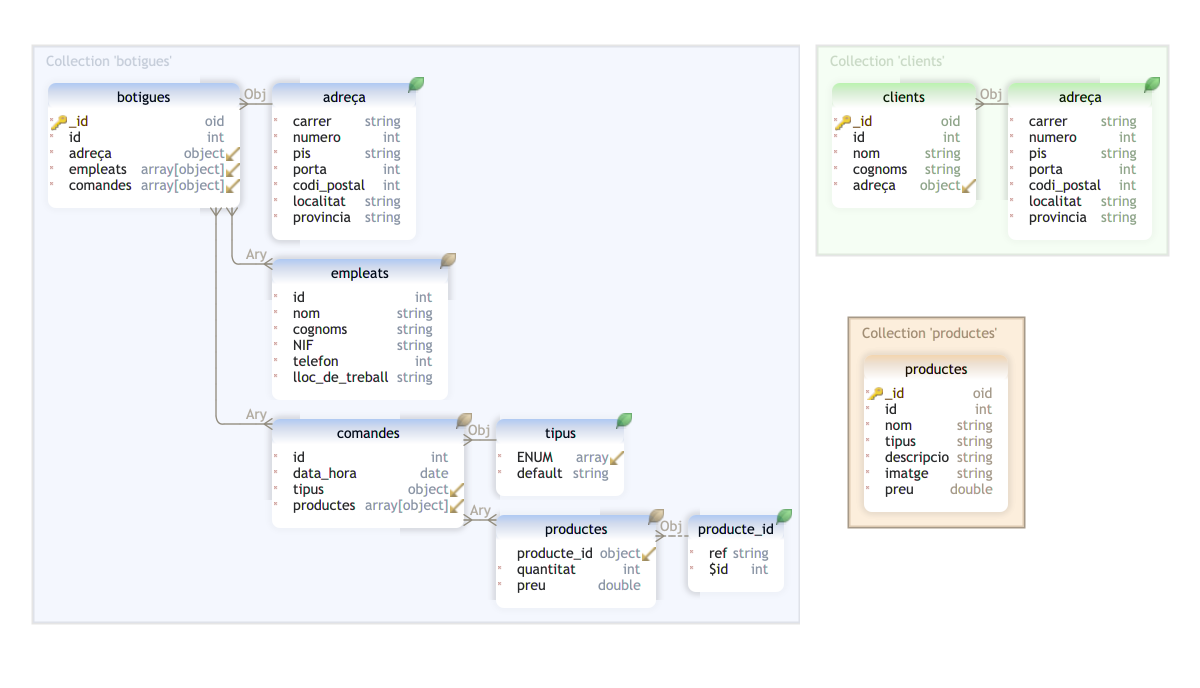 Collection 'botigues'
botigues
_id oid
id int
adreça object
empleats array[object]
comandes array[object]
Obj
adreça
carrer string
numero int
pis string
porta int
codi_postal int
localitat string
provincia string
Ary
empleats
id int
nom string
cognoms string
NIF string
telefon int
lloc_de_treball string
Ary
comandes
id int
data_hora date
tipus object
productes array[object]
Obj
tipus
ENUM array
default string
Ary
productes
producte_id object
quantitat int
preu double
Obj
producte_id
ref string
$id int
Collection 'clients'
clients
_id oid
id int
nom string
cognoms string
adreça object
Obj
adreça
carrer string
numero int
pis string
porta int
codi_postal int
localitat string
provincia string
Collection 'productes'
productes
_id oid
id int
nom string
tipus string
descripcio string
imatge string
preu double